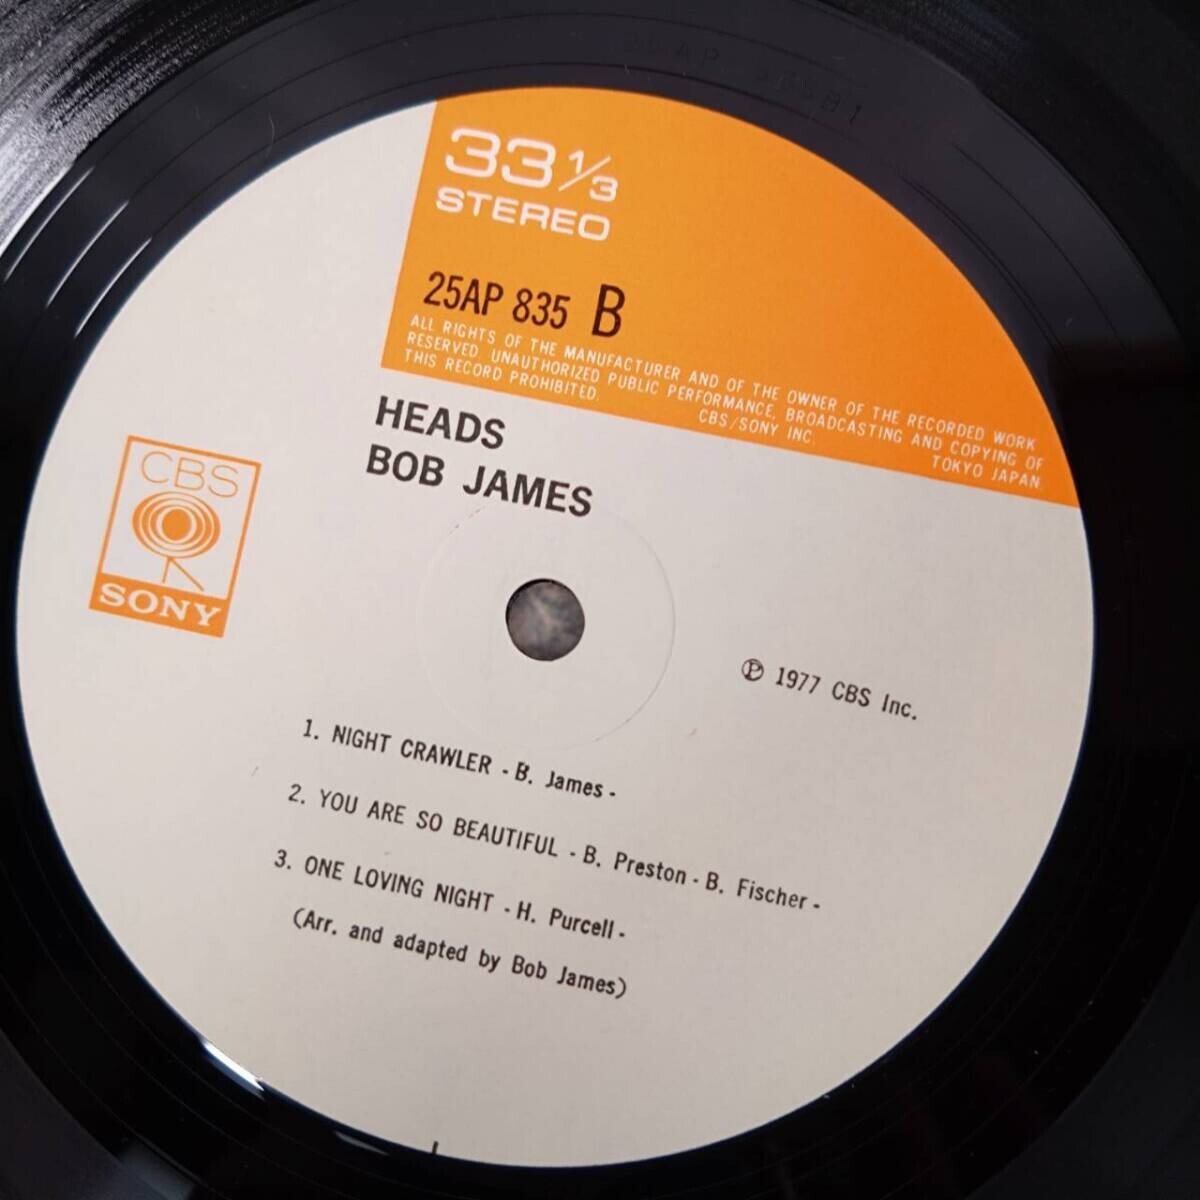 33 1/3
STEREO
25AP 835 B
ALL RIGHTS OF THE MANUFACTURER AND OF THE OWNER OF THE RECORDED WORK
RESERVED. UNAUTHORIZED PUBLIC PERFORMANCE, BROADCASTING AND COPYING OF
THIS RECORD PROHIBITED. CBS/SONY INC. TOKYO JAPAN
HEADS
BOB JAMES
CBS
SONY
Ⓟ 1977 CBS Inc.
1. NIGHT CRAWLER - B. James -
2. YOU ARE SO BEAUTIFUL - B. Preston - B. Fischer -
3. ONE LOVING NIGHT - H. Purcell -
(Arr. and adapted by Bob James)